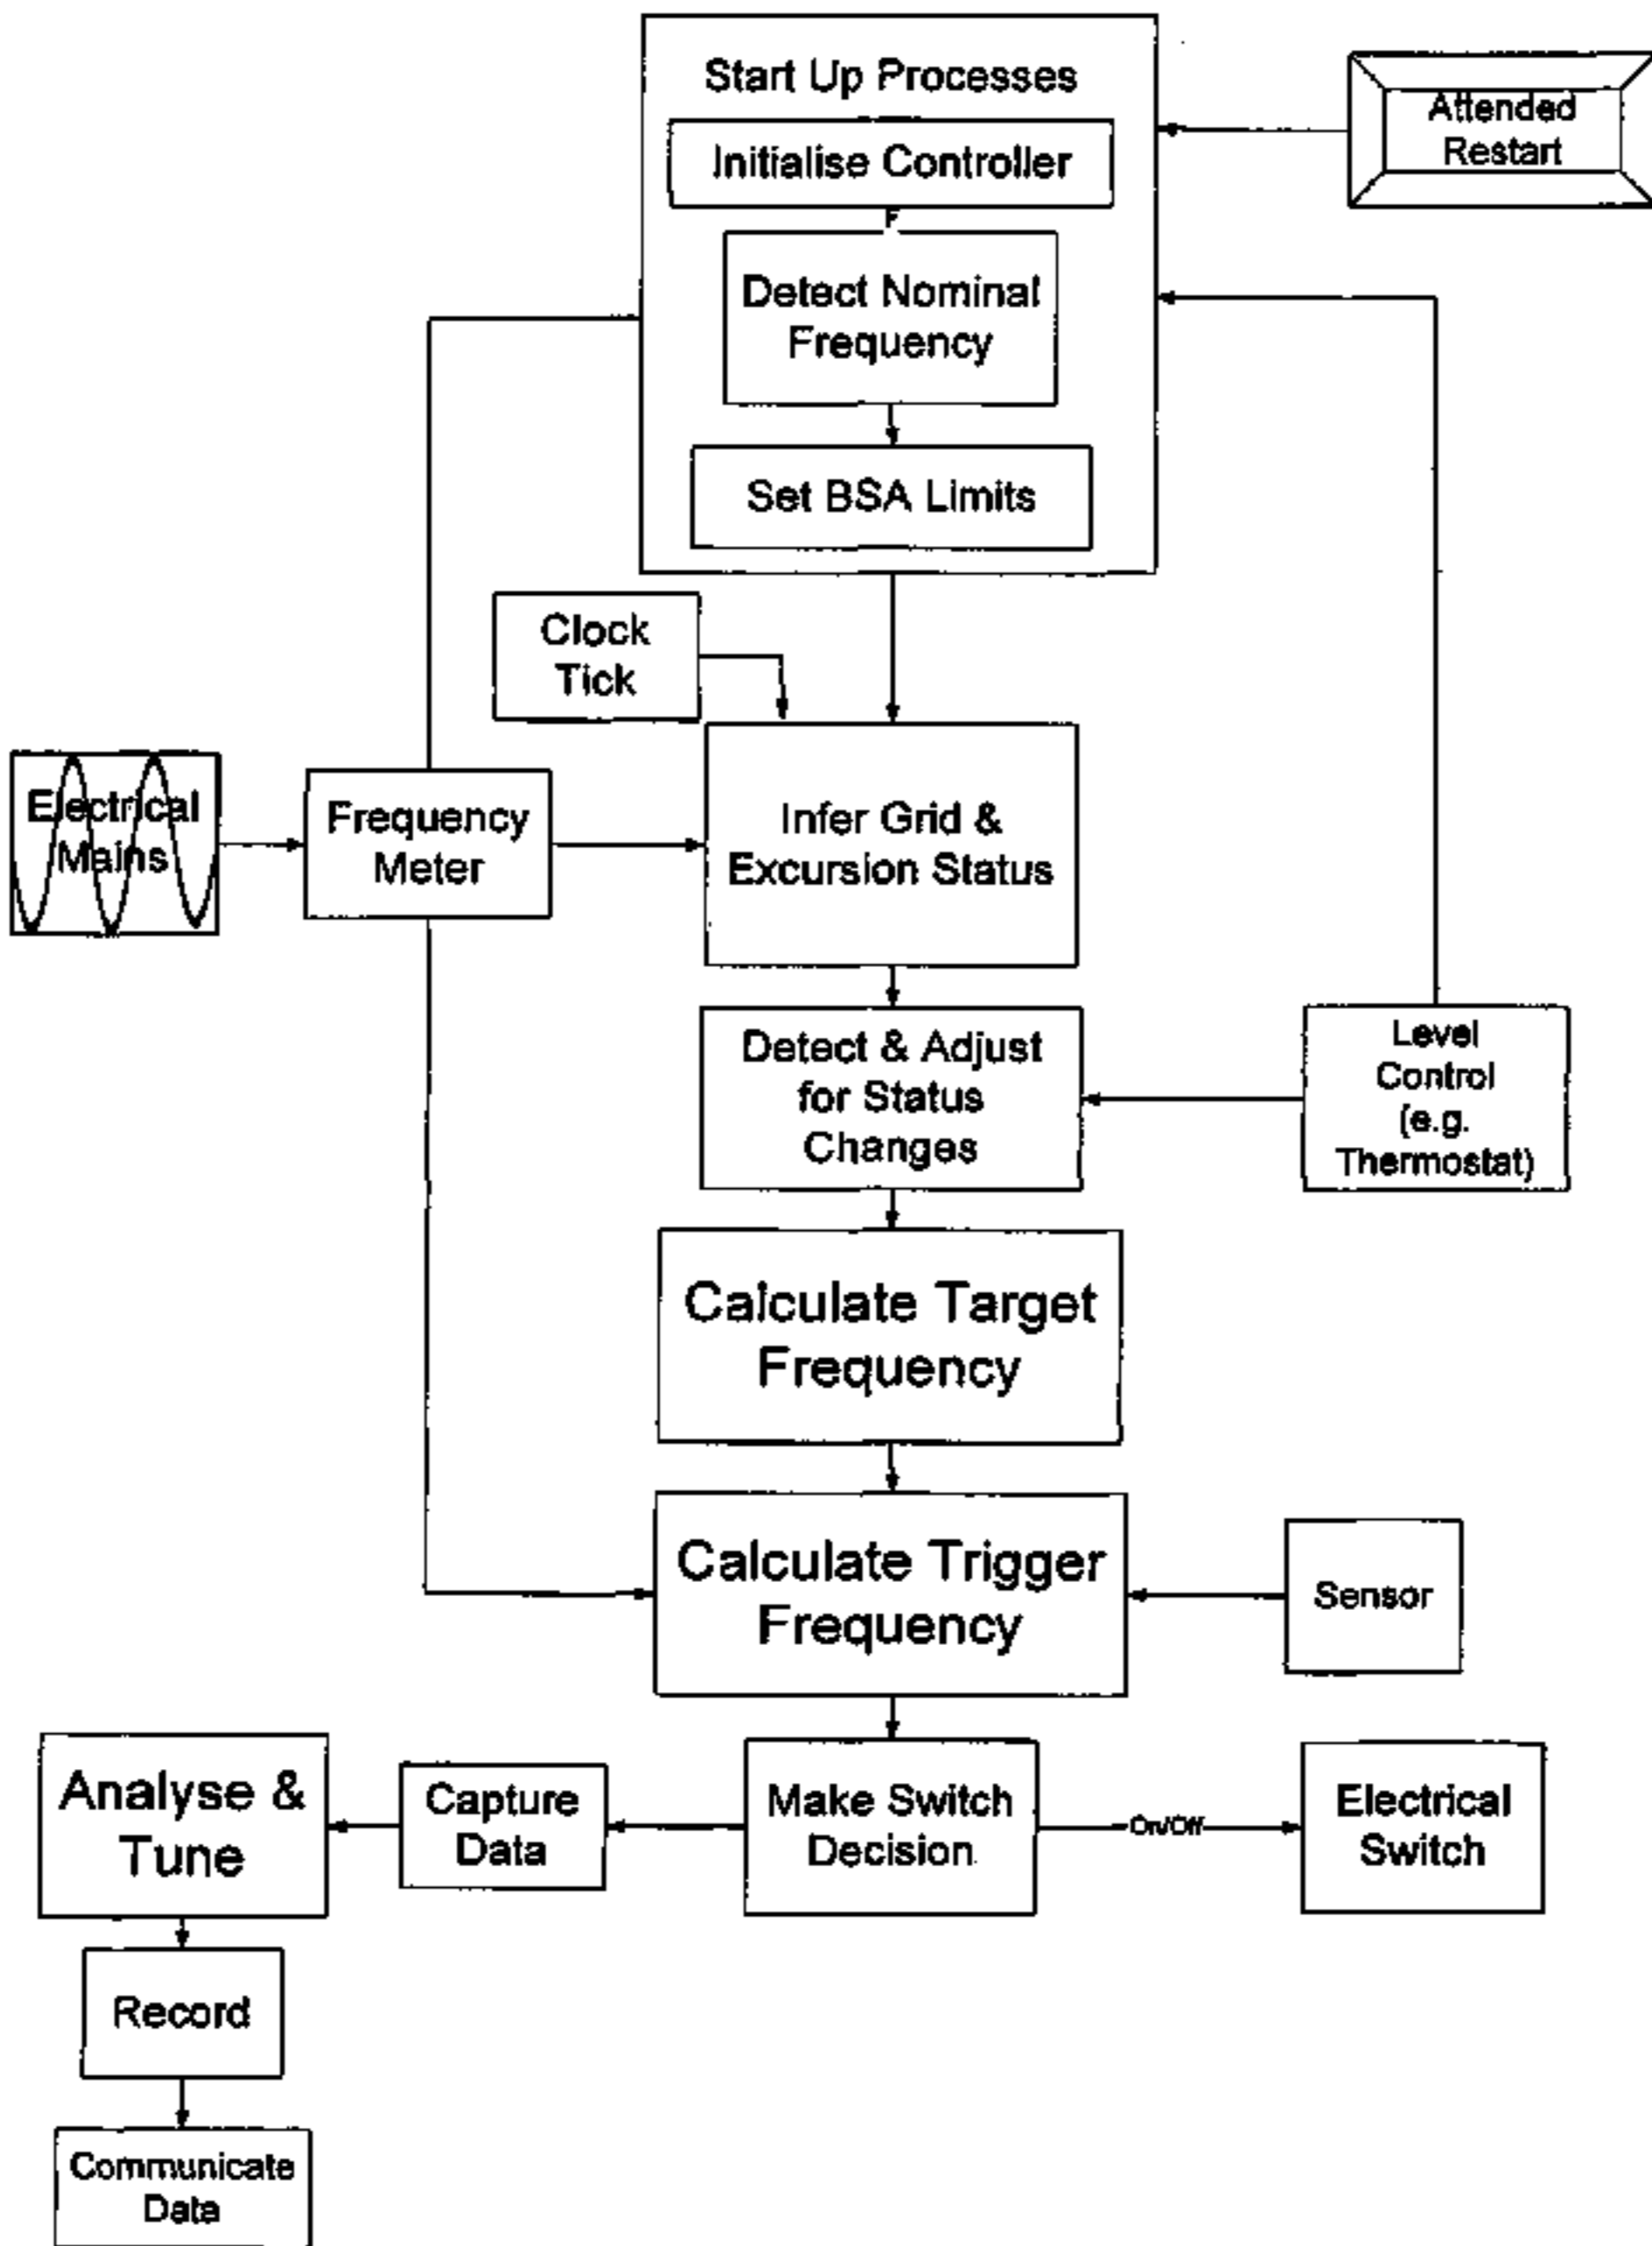 Start Up Processes
Attended
Restart
Initialise Controller
Detect Nominal
Frequency
Set BSA Limits
Clock
Tick
Electrical
Mains
Frequency
Meter
Infer Grid &
Excursion Status
Detect & Adjust
for Status
Changes
Level
Control
(e.g.
Thermostat)
Calculate Target
Frequency
Calculate Trigger
Frequency
Sensor
Analyse &
Tune
Capture
Data
Make Switch
Decision
On/Off
Electrical
Switch
Record
Communicate
Data